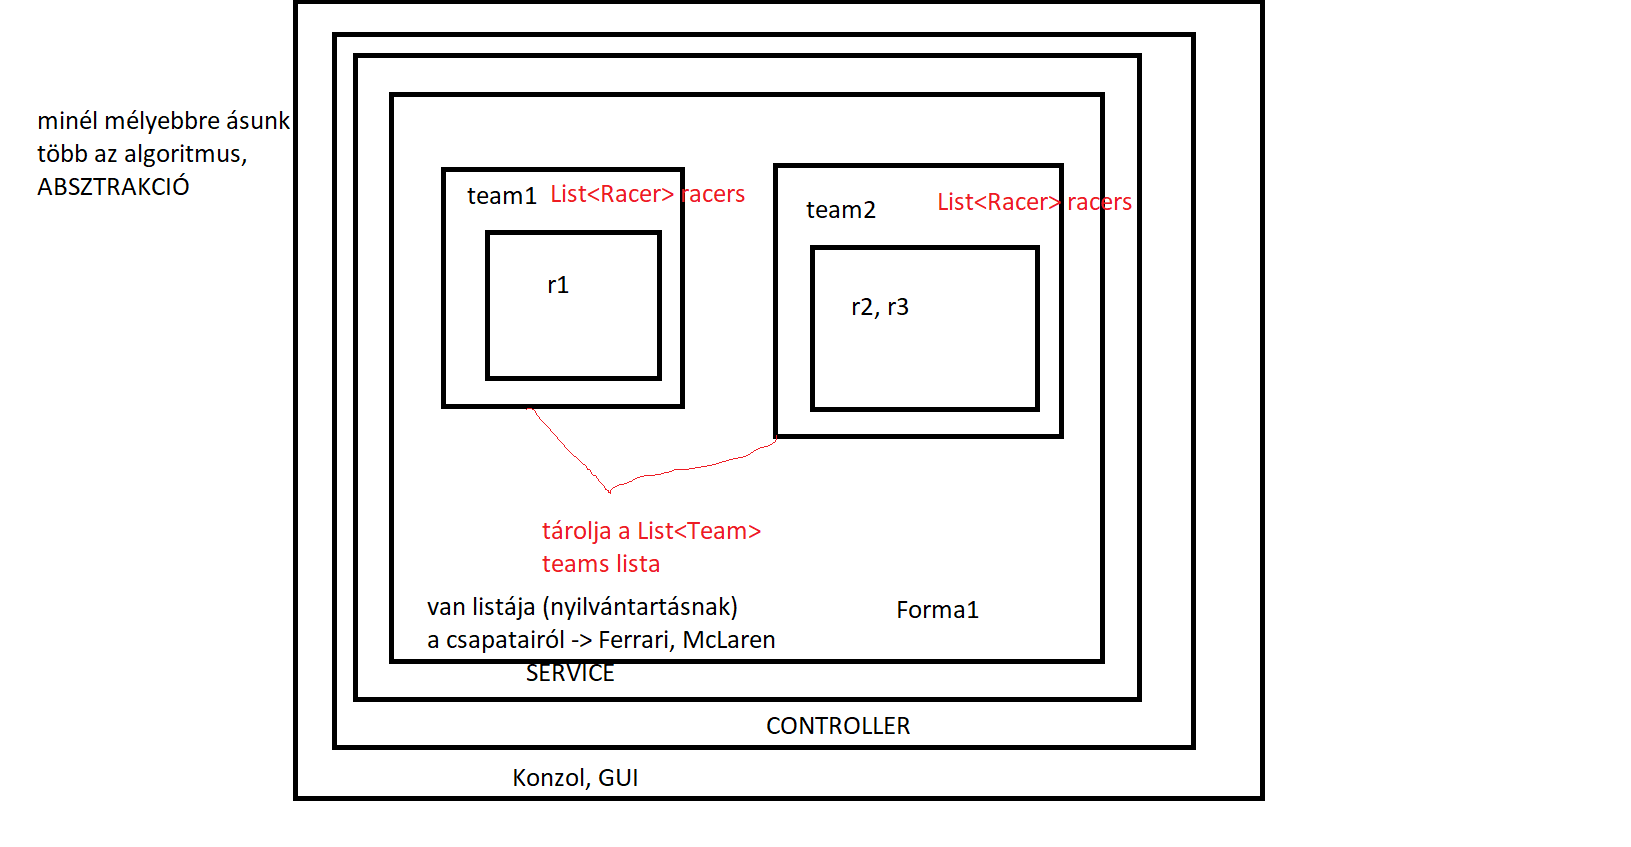 minél mélyebbre ásunk
több az algoritmus,
ABSZTRAKCIÓ
team1 List<Racer> racers
team2 List<Racer> racers
r1
r2, r3
tárolja a List<Team>
teams lista
van listája (nyilvántartásnak)
a csapatairól -> Ferrari, McLaren
Forma1
SERVICE
CONTROLLER
Konzol, GUI